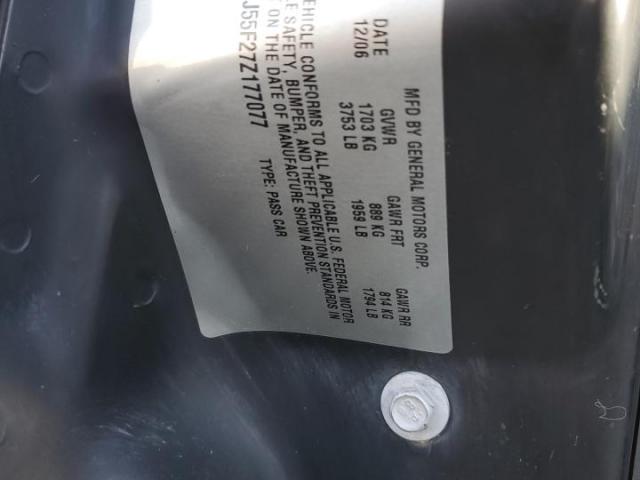 MFD BY GENERAL MOTORS CORP.
DATE GVWR GAWR FRT GAWR RR
12/06 1703 KG 889 KG 814 KG
3753 LB 1959 LB 1794 LB
VEHICLE CONFORMS TO ALL APPLICABLE U.S. FEDERAL MOTOR
SAFETY, BUMPER, AND THEFT PREVENTION STANDARDS IN
ON THE DATE OF MANUFACTURE SHOWN ABOVE.
J55F27Z177077 TYPE: PASS CAR